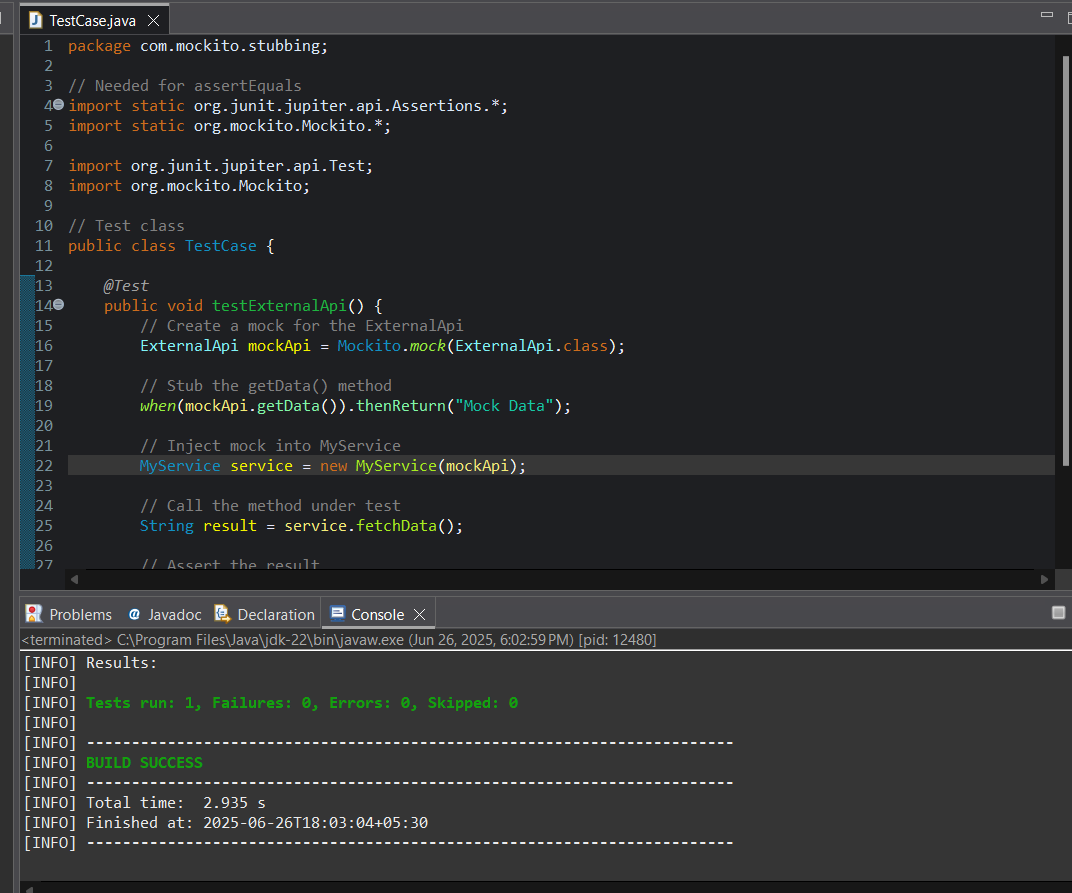 TestCase.java
1 package com.mockito.stubbing;
2
3 // Needed for assertEquals
4 import static org.junit.jupiter.api.Assertions.*;
5 import static org.mockito.Mockito.*;
6
7 import org.junit.jupiter.api.Test;
8 import org.mockito.Mockito;
9
10 // Test class
11 public class TestCase {
12
13 @Test
14 public void testExternalApi() {
15 // Create a mock for the ExternalApi
16 ExternalApi mockApi = Mockito.mock(ExternalApi.class);
17
18 // Stub the getData() method
19 when(mockApi.getData()).thenReturn("Mock Data");
20
21 // Inject mock into MyService
22 MyService service = new MyService(mockApi);
23
24 // Call the method under test
25 String result = service.fetchData();
26
27 // Assert the result
Problems Javadoc Declaration Console
<terminated> C:\Program Files\Java\jdk-22\bin\javaw.exe (Jun 26, 2025, 6:02:59 PM) [pid: 12480]
[INFO] Results:
[INFO]
[INFO] Tests run: 1, Failures: 0, Errors: 0, Skipped: 0
[INFO]
[INFO] ------------------------------------------------------------------------
[INFO] BUILD SUCCESS
[INFO] ------------------------------------------------------------------------
[INFO] Total time:  2.935 s
[INFO] Finished at: 2025-06-26T18:03:04+05:30
[INFO] ------------------------------------------------------------------------